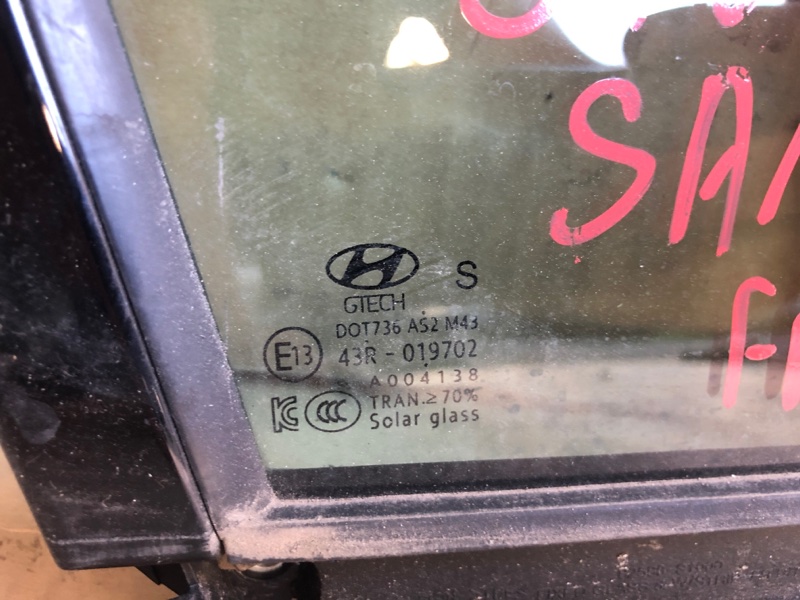 SA
S
GTECH
DOT736 AS2 M43
E13 43R - 019702
A004138
TRAN.≥70%
Solar glass